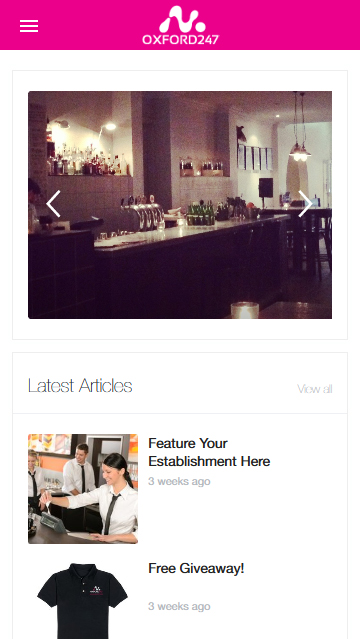 OXFORD247
Latest Articles
View all
Feature Your
Establishment Here
3 weeks ago
Free Giveaway!
3 weeks ago